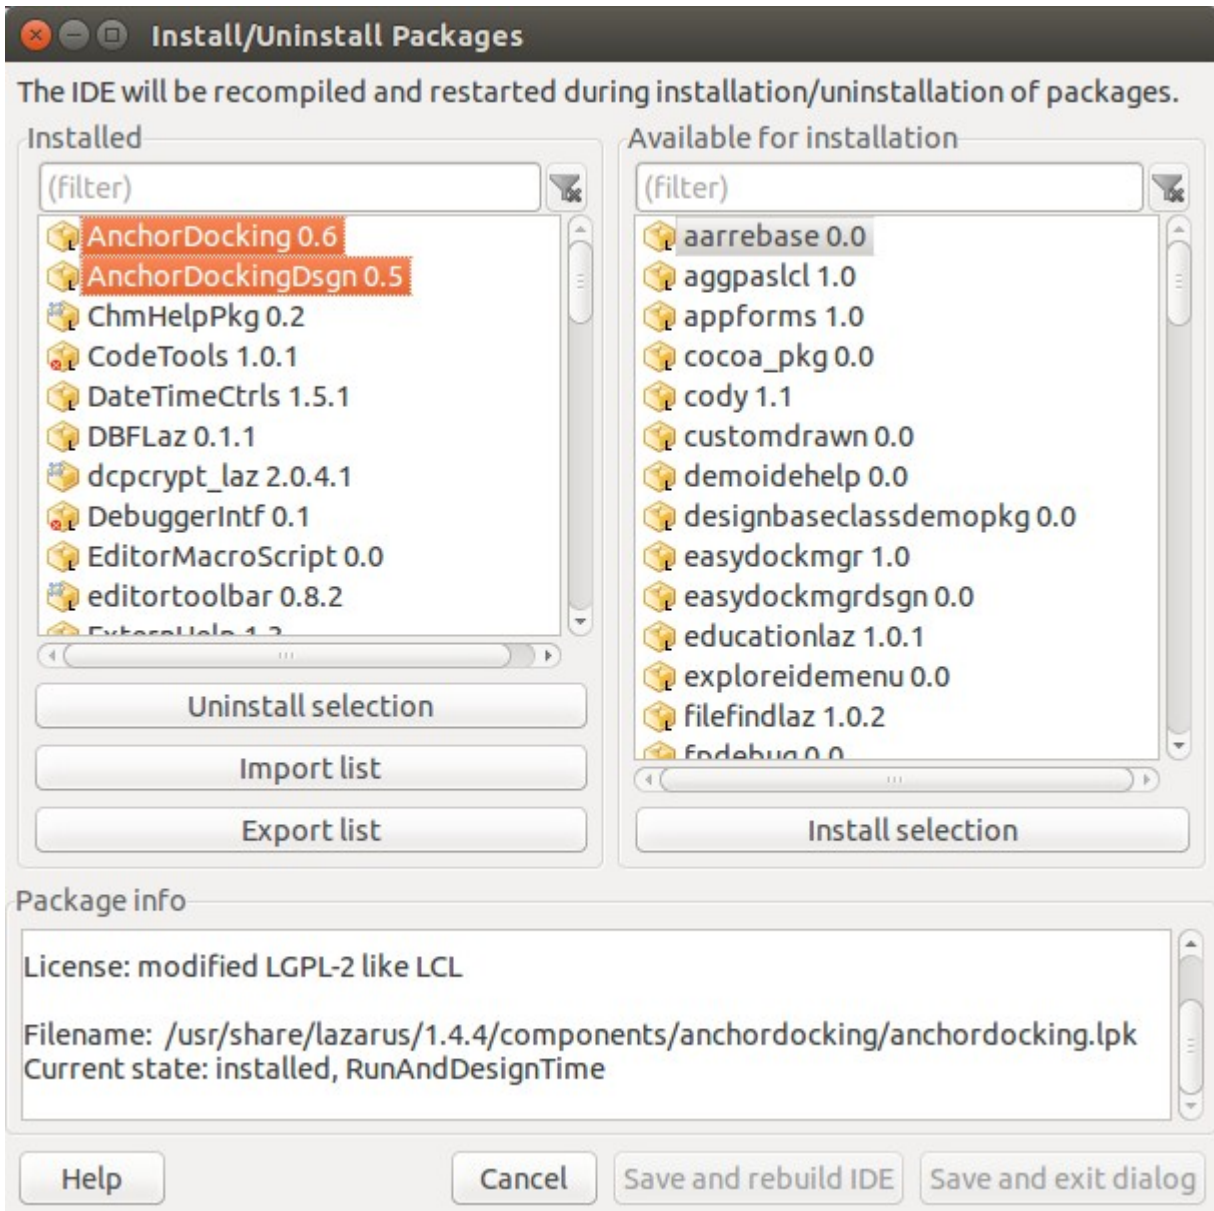 Install/Uninstall Packages
The IDE will be recompiled and restarted during installation/uninstallation of packages.
Installed
(filter)
AnchorDocking 0.6
AnchorDockingDsgn 0.5
ChmHelpPkg 0.2
CodeTools 1.0.1
DateTimeCtrls 1.5.1
DBFLaz 0.1.1
dcpcrypt_laz 2.0.4.1
DebuggerIntf 0.1
EditorMacroScript 0.0
editortoolbar 0.8.2
ExternHelp 1.2
Uninstall selection
Import list
Export list
Available for installation
(filter)
aarrebase 0.0
aggpaslcl 1.0
appforms 1.0
cocoa_pkg 0.0
cody 1.1
customdrawn 0.0
demoidehelp 0.0
designbaseclassdemopkg 0.0
easydockmgr 1.0
easydockmgrdsgn 0.0
educationlaz 1.0.1
exploreidemenu 0.0
filefindlaz 1.0.2
fpdebug 0.0
Install selection
Package info
License: modified LGPL-2 like LCL
Filename: /usr/share/lazarus/1.4.4/components/anchordocking/anchordocking.lpk
Current state: installed, RunAndDesignTime
Help
Cancel
Save and rebuild IDE
Save and exit dialog